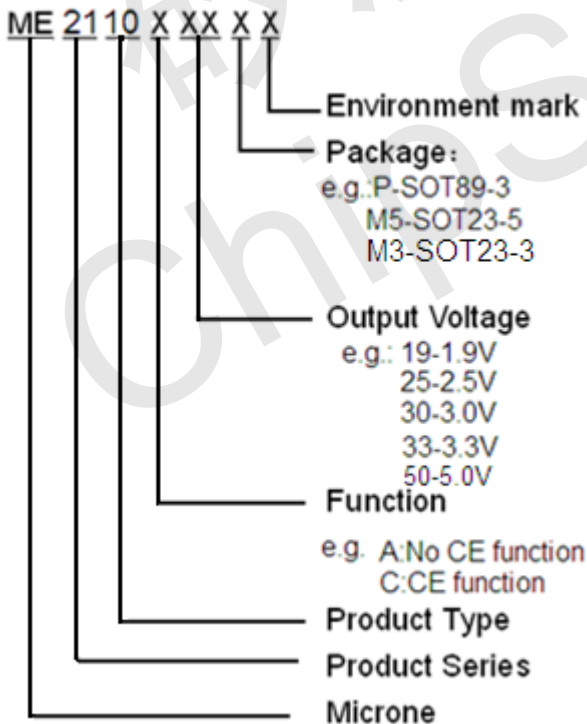 ME 21 10 X XX X X
Environment mark
Package：
e.g.:P-SOT89-3
M5-SOT23-5
M3-SOT23-3
Output Voltage
e.g.: 19-1.9V
25-2.5V
30-3.0V
33-3.3V
50-5.0V
Function
e.g. A:No CE function
C:CE function
Product Type
Product Series
Microne
ChipS